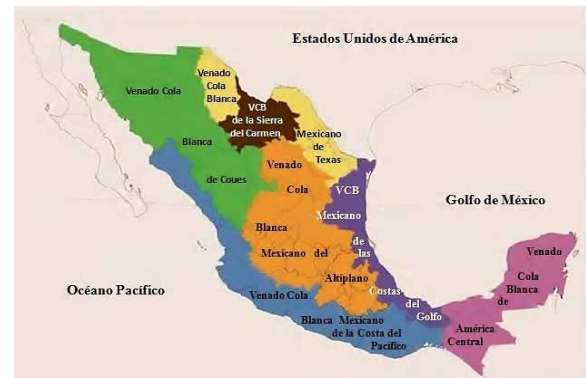 Estados Unidos de América
Venado Cola
Blanca
de Coues
Venado
Cola
Blanca
VCB
de la Sierra
del Carmen
Mexicano
de
Texas
Venado
Cola
Blanca
Mexicano del
Altiplano
VCB
Mexicano
de
las
Costas
del
Golfo
Golfo de México
Océano Pacífico
Venado Cola
Blanca Mexicano
de la Costa del
Pacífico
Venado
Cola
Blanca
de
América
Central